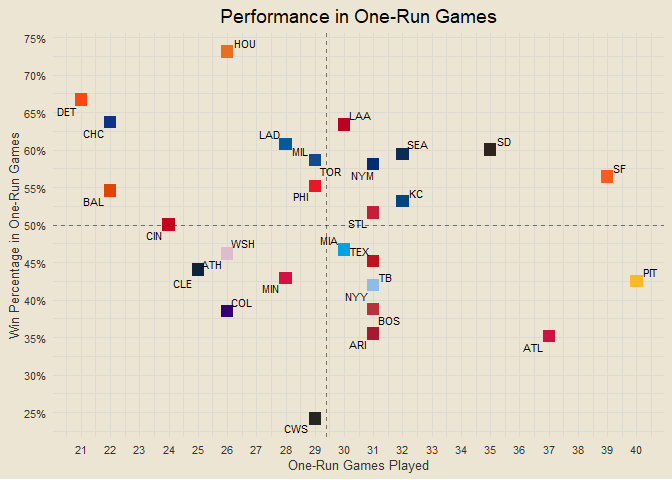 Performance in One-Run Games
75%
HOU
70%
DET
65%
CHC
LAA
LAD
MIL
SEA
SD
60%
TOR
NYM
SF
55%
BAL
PHI
KC
STL
50%
CIN
WSH
MIA
TEX
45%
CLE
ATH
MIN
TB
PIT
40%
COL
NYY
BOS
35%
ARI
ATL
30%
25%
CWS
Win Percentage in One-Run Games
21 22 23 24 25 26 27 28 29 30 31 32 33 34 35 36 37 38 39 40
One-Run Games Played